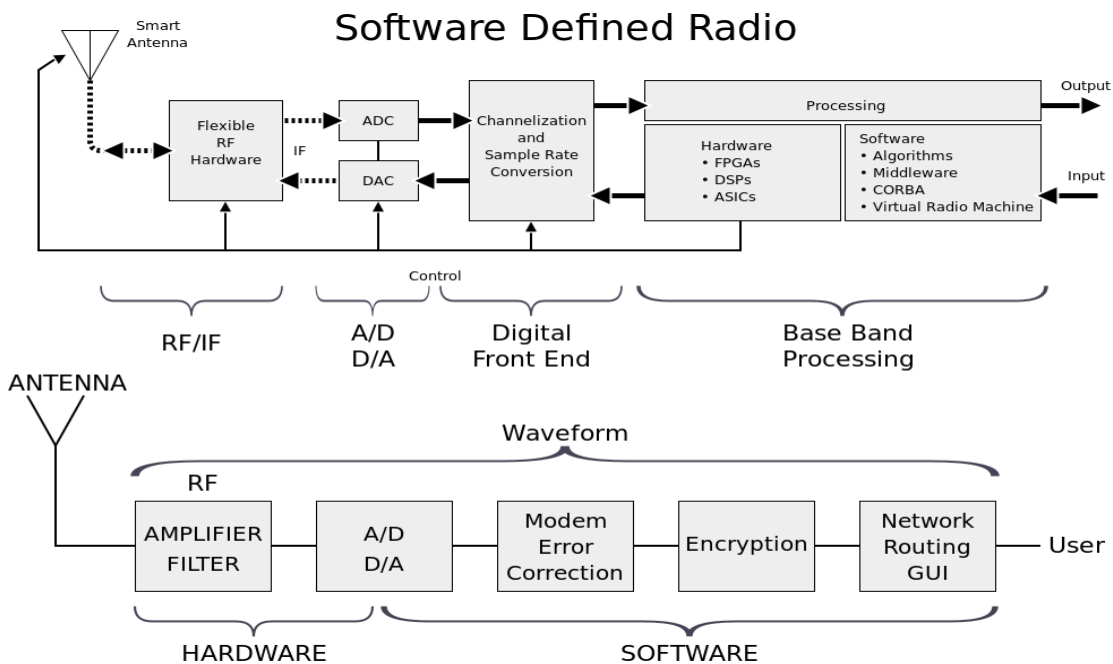 Software Defined Radio
Smart
Antenna
Flexible
RF
Hardware
IF
ADC
DAC
Channelization
and
Sample Rate
Conversion
Processing
Hardware
• FPGAs
• DSPs
• ASICs
Software
• Algorithms
• Middleware
• CORBA
• Virtual Radio Machine
Output
Input
Control
RF/IF
A/D
D/A
Digital
Front End
Base Band
Processing
ANTENNA
Waveform
RF
AMPLIFIER
FILTER
A/D
D/A
Modem
Error
Correction
Encryption
Network
Routing
GUI
User
HARDWARE
SOFTWARE